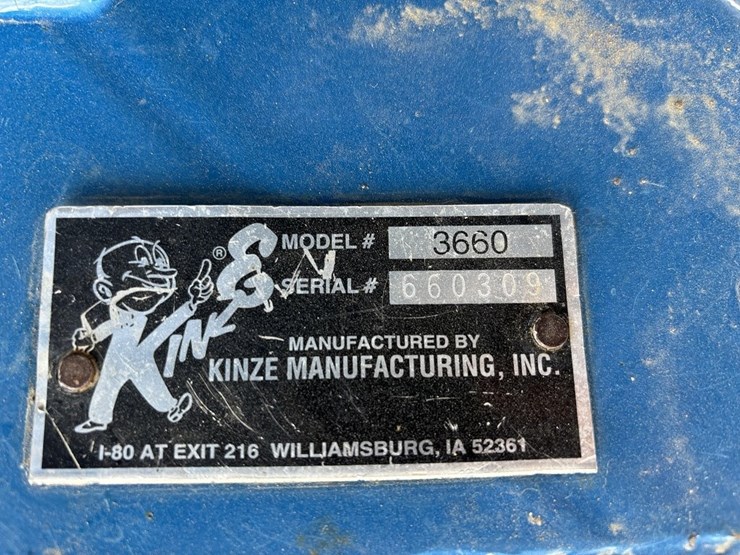 MODEL # 3660
SERIAL # 660309
KINZE ®
MANUFACTURED BY
KINZE MANUFACTURING, INC.
I-80 AT EXIT 216 WILLIAMSBURG, IA 52361